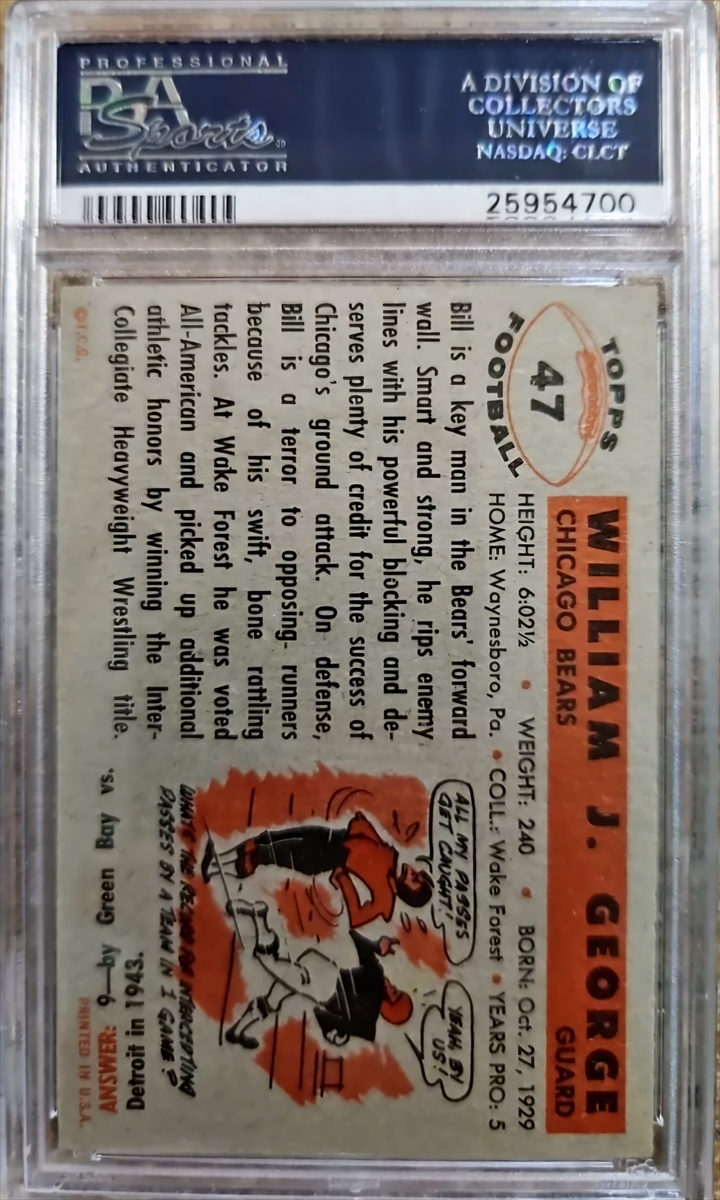 PROFESSIONAL
PSA
Sports
AUTHENTICATOR
A DIVISION OF
COLLECTORS
UNIVERSE
NASDAQ: CLCT
25954700
TOPPS
47
FOOTBALL
WILLIAM J. GEORGE
CHICAGO BEARS GUARD
HEIGHT: 6:02½ • WEIGHT: 240 • BORN: Oct. 27, 1929
HOME: Waynesboro, Pa. • COLL.: Wake Forest • YEARS PRO: 5
Bill is a key man in the Bears' forward
wall. Smart and strong, he rips enemy
lines with his powerful blocking and de-
serves plenty of credit for the success of
Chicago's ground attack. On defense,
Bill is a terror to opposing- runners
because of his swift, bone rattling
tackles. At Wake Forest he was voted
All-American and picked up additional
athletic honors by winning the Inter-
Collegiate Heavyweight Wrestling title.
ALL MY PASSES
GET CAUGHT!
YEAH, BY
US!
WHAT'S THE RECORD FOR INTERCEPTING
PASSES BY A TEAM IN 1 GAME?
ANSWER: 9—by Green Bay vs.
Detroit in 1943.
©T.C.G.
PRINTED IN U.S.A.